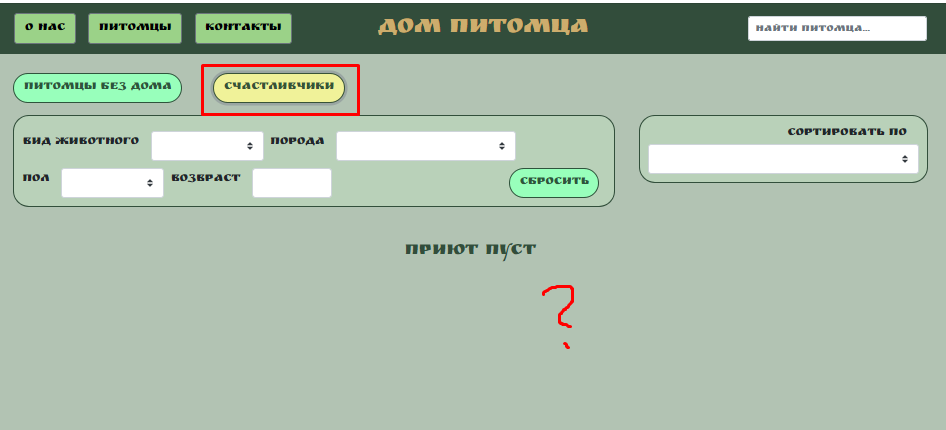 О НАС ПИТОМЦЫ КОНТАКТЫ ДОМ ПИТОМЦА НАЙТИ ПИТОМЦА...
ПИТОМЦЫ БЕЗ ДОМА СЧАСТЛИВЧИКИ
ВИД ЖИВОТНОГО ПОРОДА СОРТИРОВАТЬ ПО
ПОЛ ВОЗВРАСТ СБРОСИТЬ
ПРИЮТ ПУСТ
?